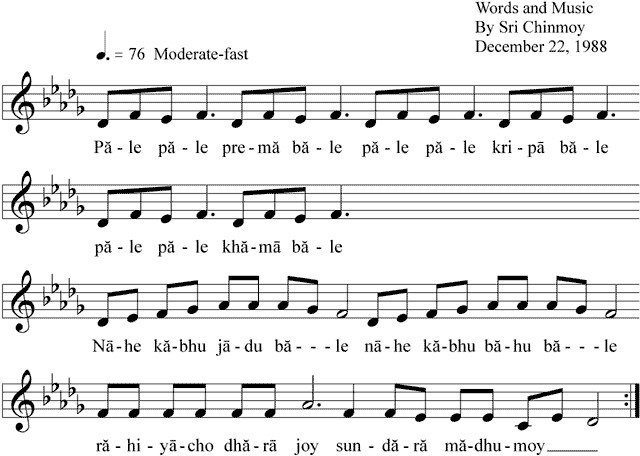 Words and Music
By Sri Chinmoy
December 22, 1988
♩. = 76 Moderate-fast
Pă - le pă - le pre - mă bă - le pă - le pă - le kri - pā bă - le
pă - le pă - le khă - mā bă - le
Nā - he kă - bhu jā - du bă - - - le nā - he kă - bhu bă - hu bă - - - le
ră - hi - yā - cho dhā - rā joy sun - dă - ră mă - dhu - moy